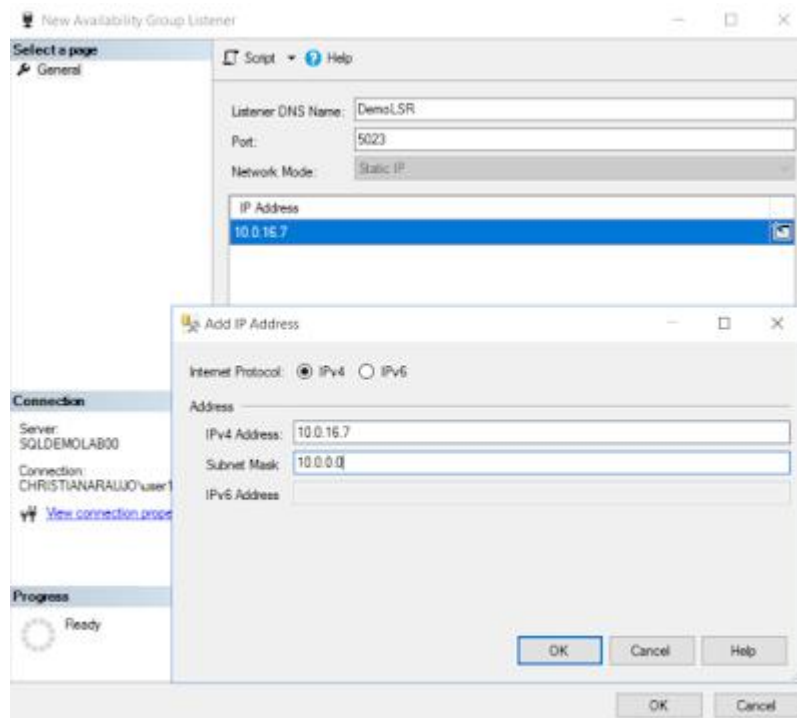 New Availability Group Listener
Select a page
General
Script
Help
Listener DNS Name: DemoLSR
Port: 5023
Network Mode: Static IP
IP Address
10.0.16.7
Add IP Address
Internet Protocol: IPv4 IPv6
Address
IPv4 Address: 10.0.16.7
Subnet Mask: 10.0.0.0
IPv6 Address
Connection
Server:
SQLDEMOLAB00
Connection:
CHRISTIANARAUJO\user1
View connection prope
Progress
Ready
OK Cancel Help
OK Cancel